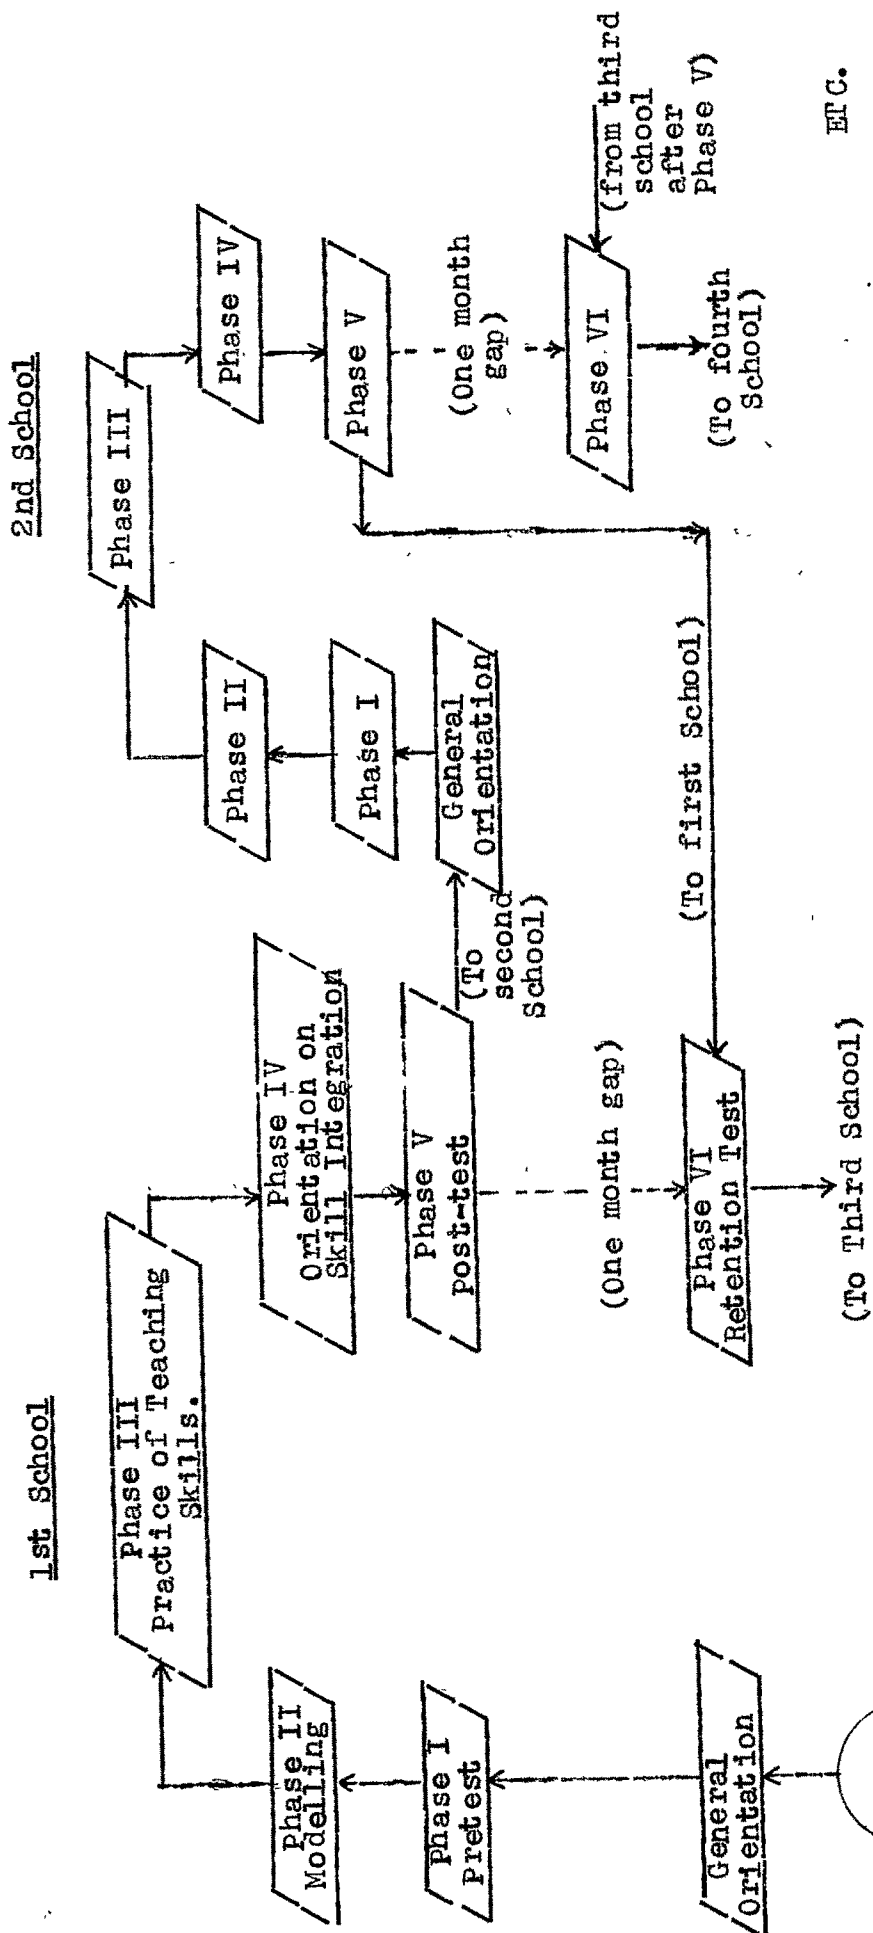 1st School
Phase III
Practice of Teaching
Skills.
Phase II
Modelling
Phase I
Pretest
General
Orientation
Phase IV
Orientation on
Skill Integration
Phase V
Post-test
(To
second
School)
(One month gap)
Phase VI
Retention Test
(To Third School)
2nd School
Phase III
Phase II
Phase I
General
Orientation
Phase IV
Phase V
(One month
gap)
Phase VI
(from third
school
after
Phase V)
(To fourth
School)
(To first School)
ETC.